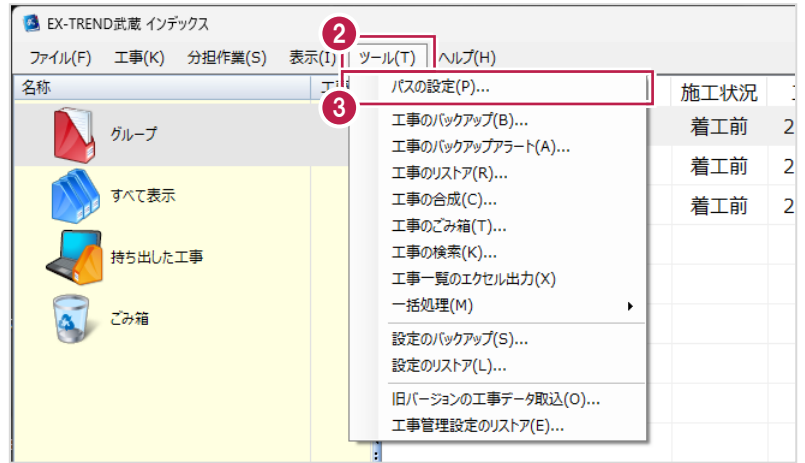 EX-TREND武蔵 インデックス
2
ファイル(F) 工事(K) 分担作業(S) 表示(I) ツール(T) ヘルプ(H)
名称
3
パスの設定(P)...
施工状況
グループ
工事のバックアップ(B)...
着工前 2
工事のバックアップアラート(A)...
工事のリストア(R)...
着工前 2
すべて表示
工事の合成(C)...
着工前 2
工事のごみ箱(T)...
持ち出した工事
工事の検索(K)...
工事一覧のエクセル出力(X)
一括処理(M)
ごみ箱
設定のバックアップ(S)...
設定のリストア(L)...
旧バージョンの工事データ取込(O)...
工事管理設定のリストア(E)...